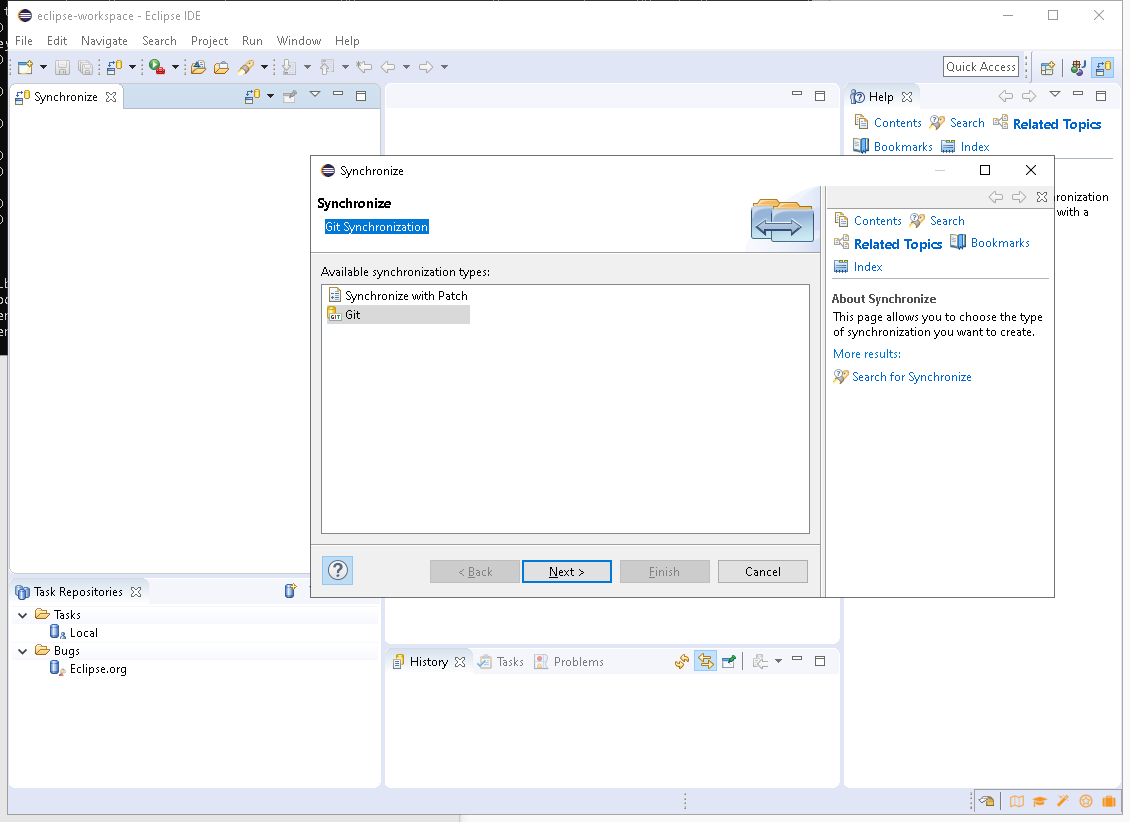 eclipse-workspace - Eclipse IDE
File Edit Navigate Search Project Run Window Help
Quick Access
Synchronize
Help
Contents Search Related Topics
Bookmarks Index
Synchronize
Synchronize
Git Synchronization
Available synchronization types:
Synchronize with Patch
GIT Git
< Back Next > Finish Cancel
Contents Search
Related Topics Bookmarks
Index
About Synchronize
This page allows you to choose the type
of synchronization you want to create.
More results:
Search for Synchronize
with a
Task Repositories
Tasks
Local
Bugs
Eclipse.org
History Tasks Problems